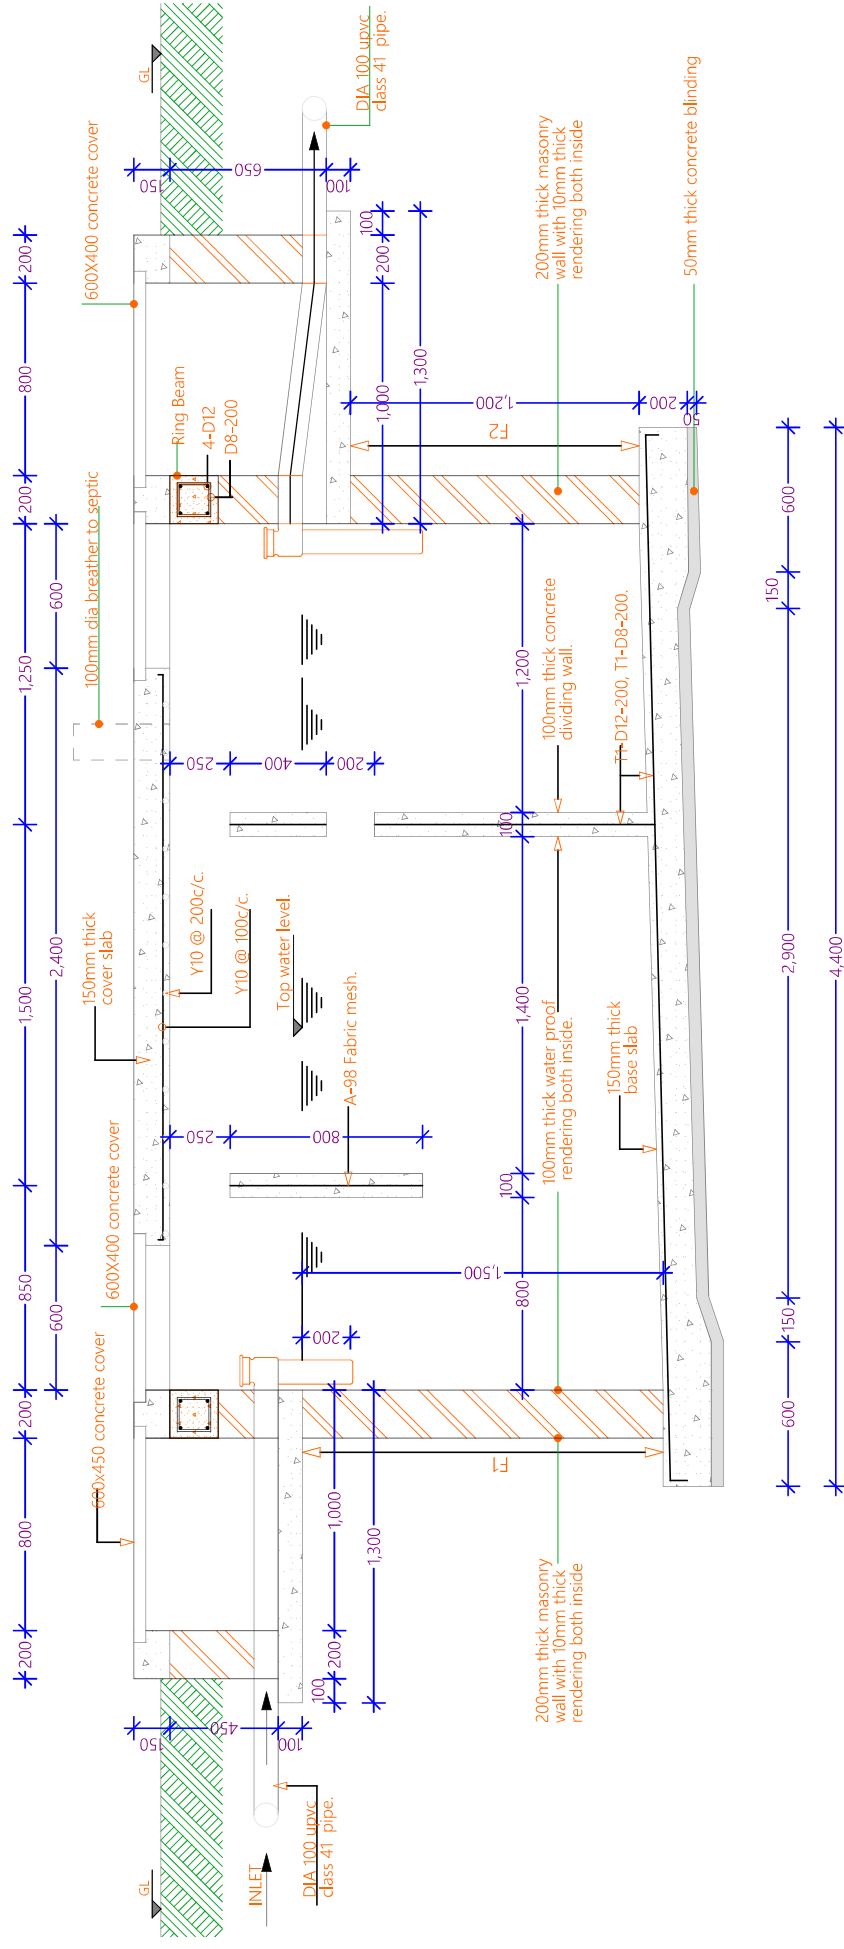 200
800
200
850
1,500
1,250
200
800
200
600
2,400
600
600x450 concrete cover
600X400 concrete cover
150mm thick
cover slab
100mm dia breather to septic
600X400 concrete cover
GL
GL
150
450
100
250
800
250
400
200
150
650
100
Y10 @ 200c/c.
Y10 @ 100c/c.
Ring Beam
4-D12
D8-200
INLET
DIA 100 upvc
class 41 pipe.
Top water level.
A-98 Fabric mesh.
DIA 100 upvc
class 41 pipe.
100
200
1,000
1,300
200
1,500
1,000
200
100
1,300
800
100
1,400
100
1,200
F1
F2
1,200
200
50
200mm thick masonry
wall with 10mm thick
rendering both inside
100mm thick water proof
rendering both inside.
100mm thick concrete
dividing wall.
200mm thick masonry
wall with 10mm thick
rendering both inside
150mm thick
base slab
T1-D12-200, T1-D8-200.
50mm thick concrete blinding
600
150
2,900
150
600
4,400